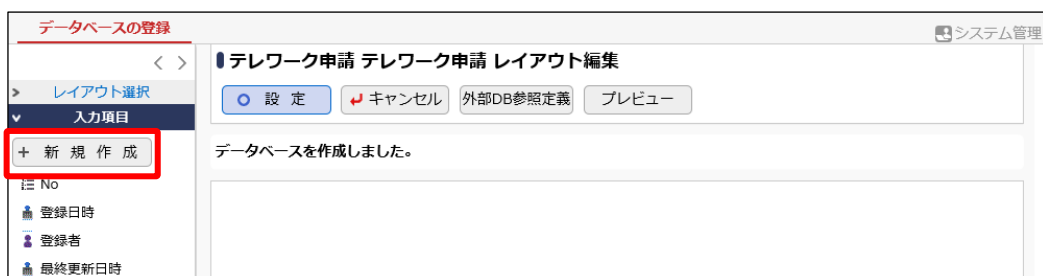 データベースの登録
システム管理
レイアウト選択
入力項目
+ 新規作成
No
登録日時
登録者
最終更新日時
テレワーク申請 テレワーク申請 レイアウト編集
設定
キャンセル
外部DB参照定義
プレビュー
データベースを作成しました。